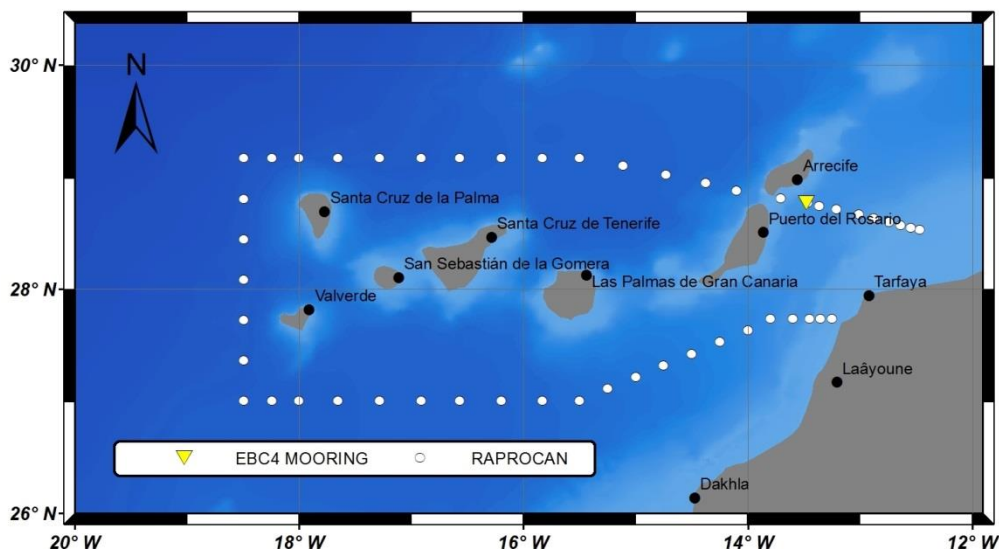 30° N
N
Arrecife
Santa Cruz de la Palma
Santa Cruz de Tenerife
Puerto del Rosario
San Sebastián de la Gomera
Las Palmas de Gran Canaria
28° N
Valverde
Tarfaya
Laâyoune
EBC4 MOORING
RAPROCAN
Dakhla
26° N
20° W
18° W
16° W
14° W
12° W